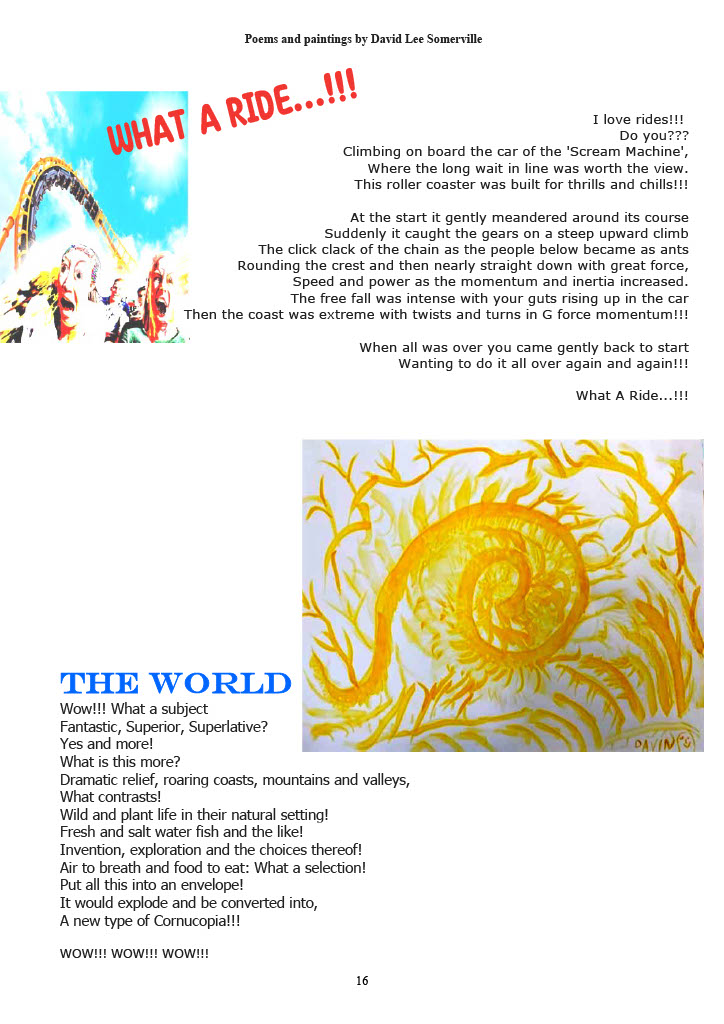 Poems and paintings by David Lee Somerville
WHAT A RIDE...!!!
I love rides!!!
Do you???
Climbing on board the car of the 'Scream Machine',
Where the long wait in line was worth the view.
This roller coaster was built for thrills and chills!!!
At the start it gently meandered around its course
Suddenly it caught the gears on a steep upward climb
The click clack of the chain as the people below became as ants
Rounding the crest and then nearly straight down with great force,
Speed and power as the momentum and inertia increased.
The free fall was intense with your guts rising up in the car
Then the coast was extreme with twists and turns in G force momentum!!!
When all was over you came gently back to start
Wanting to do it all over again and again!!!
What A Ride...!!!
THE WORLD
Wow!!! What a subject
Fantastic, Superior, Superlative?
Yes and more!
What is this more?
Dramatic relief, roaring coasts, mountains and valleys,
What contrasts!
Wild and plant life in their natural setting!
Fresh and salt water fish and the like!
Invention, exploration and the choices thereof!
Air to breath and food to eat: What a selection!
Put all this into an envelope!
It would explode and be converted into,
A new type of Cornucopia!!!
WOW!!! WOW!!! WOW!!!
16